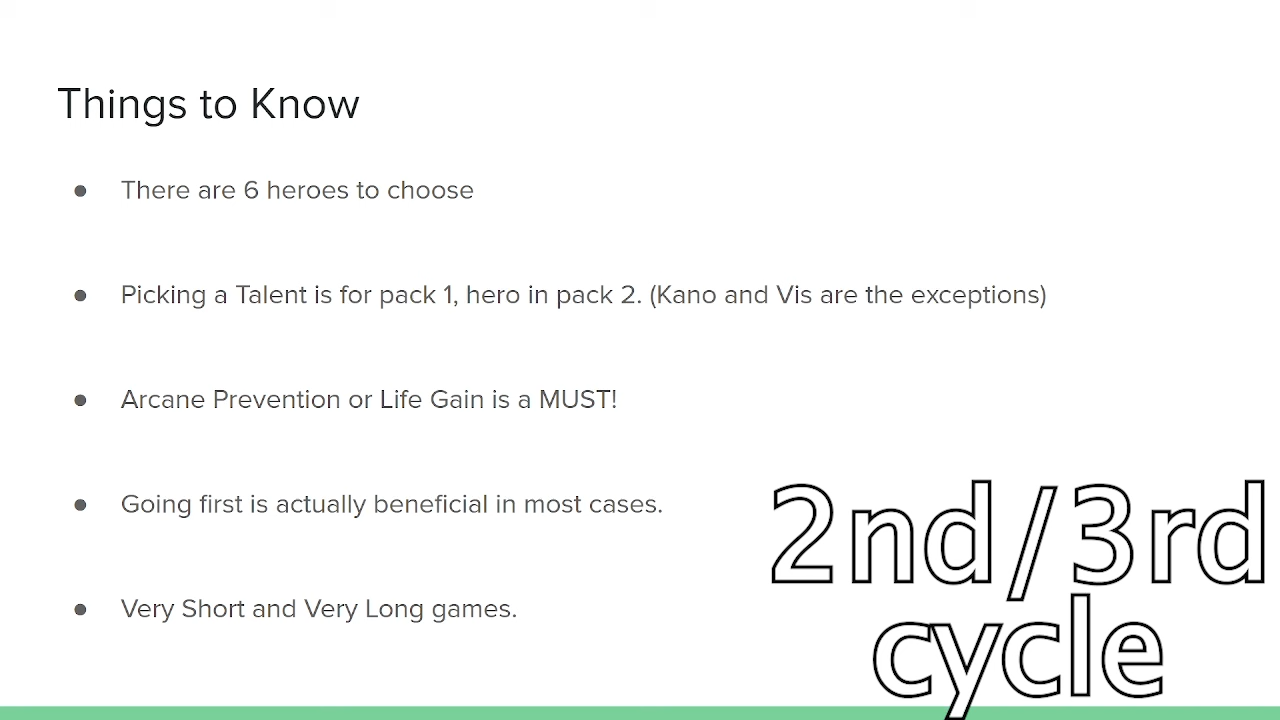 Things to Know
● There are 6 heroes to choose
● Picking a Talent is for pack 1, hero in pack 2. (Kano and Vis are the exceptions)
● Arcane Prevention or Life Gain is a MUST!
● Going first is actually beneficial in most cases.
● Very Short and Very Long games.
2nd/3rd
cycle